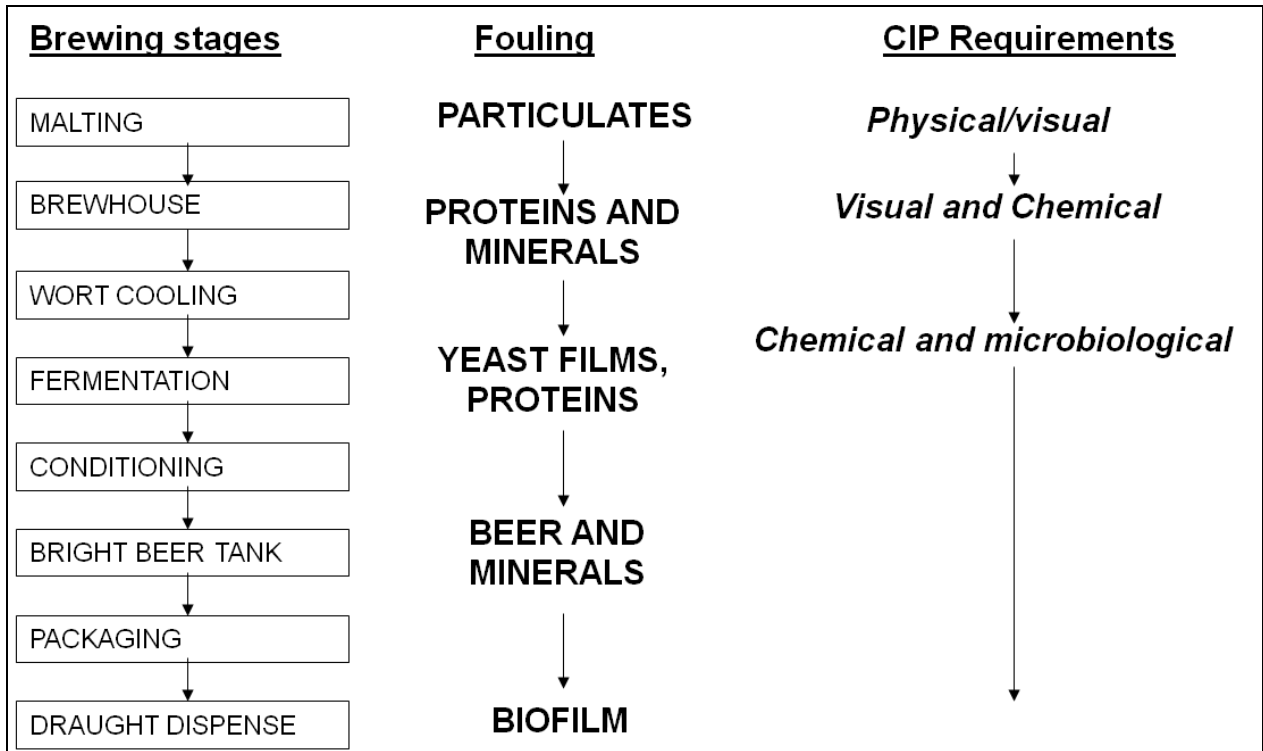 Brewing stages
Fouling
CIP Requirements
MALTING
BREWHOUSE
WORT COOLING
FERMENTATION
CONDITIONING
BRIGHT BEER TANK
PACKAGING
DRAUGHT DISPENSE
PARTICULATES
PROTEINS AND
MINERALS
YEAST FILMS,
PROTEINS
BEER AND
MINERALS
BIOFILM
Physical/visual
Visual and Chemical
Chemical and microbiological